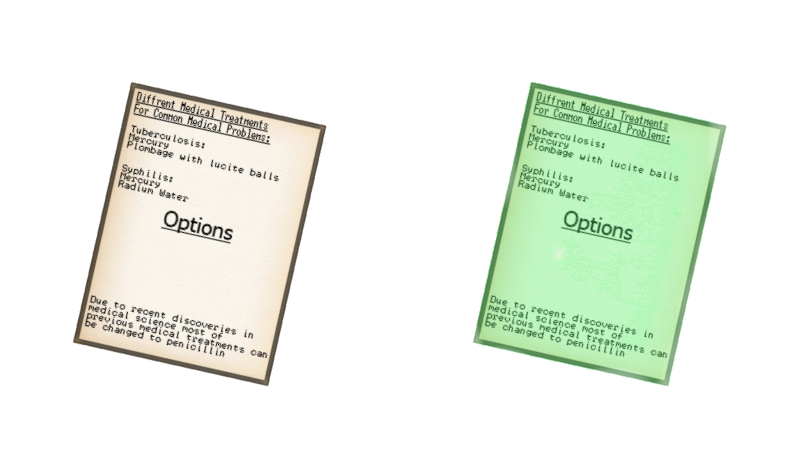 Diffrent Medical Treatments
For Common Medical Problems:
Tuberculosis:
Mercury
Plombage with lucite balls
Syphilis:
Mercury
Radium Water
Options
Due to recent discoveries in
medical science most of
previous medical treatments can
be changed to penicillin
Diffrent Medical Treatments
For Common Medical Problems:
Tuberculosis:
Mercury
Plombage with lucite balls
Syphilis:
Mercury
Radium Water
Options
Due to recent discoveries in
medical science most of
previous medical treatments can
be changed to penicillin